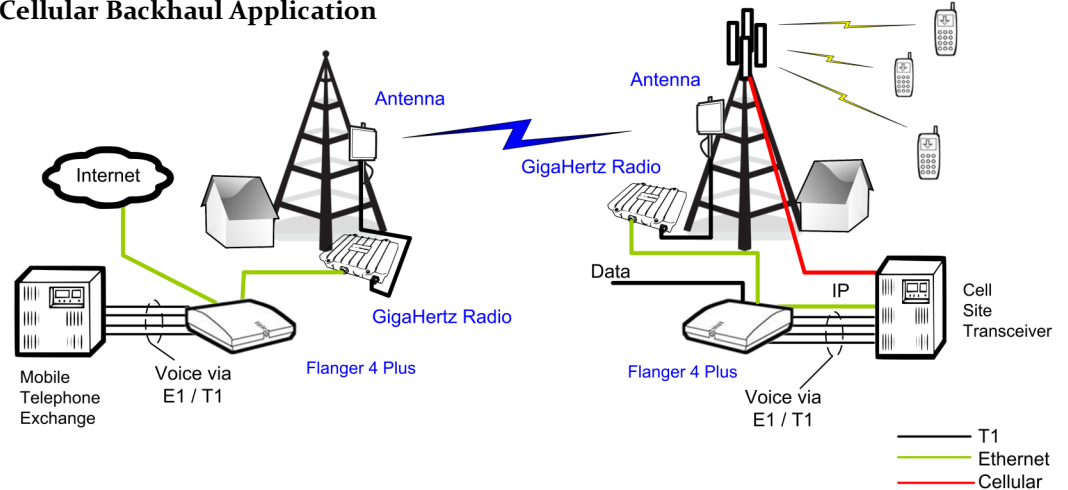 Cellular Backhaul Application
Antenna
Antenna
GigaHertz Radio
Internet
Data
IP
Cell
Site
Transceiver
GigaHertz Radio
Flanger 4 Plus
Flanger 4 Plus
Mobile
Telephone
Exchange
Voice via
E1 / T1
Voice via
E1 / T1
T1
Ethernet
Cellular